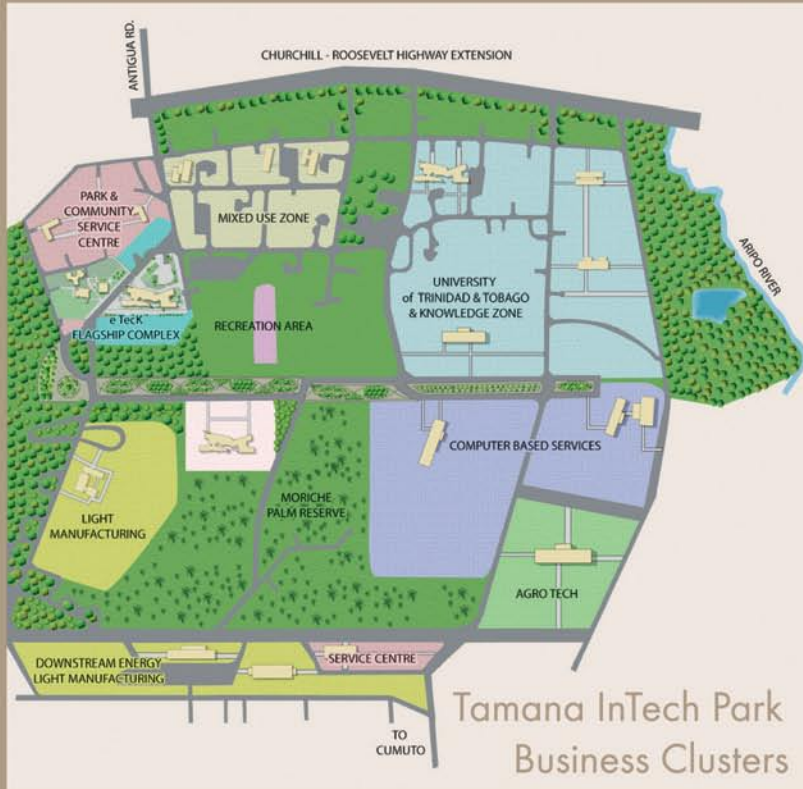 ANTIGUA RD.
CHURCHILL - ROOSEVELT HIGHWAY EXTENSION
PARK &
COMMUNITY
SERVICE
CENTRE
MIXED USE ZONE
ARIPO RIVER
UNIVERSITY
of TRINIDAD & TOBAGO
& KNOWLEDGE ZONE
e TecK
FLAGSHIP COMPLEX
RECREATION AREA
COMPUTER BASED SERVICES
MORICHE
PALM RESERVE
LIGHT
MANUFACTURING
AGRO TECH
DOWNSTREAM ENERGY
LIGHT MANUFACTURING
SERVICE CENTRE
TO
CUMUTO
Tamana InTech Park
Business Clusters